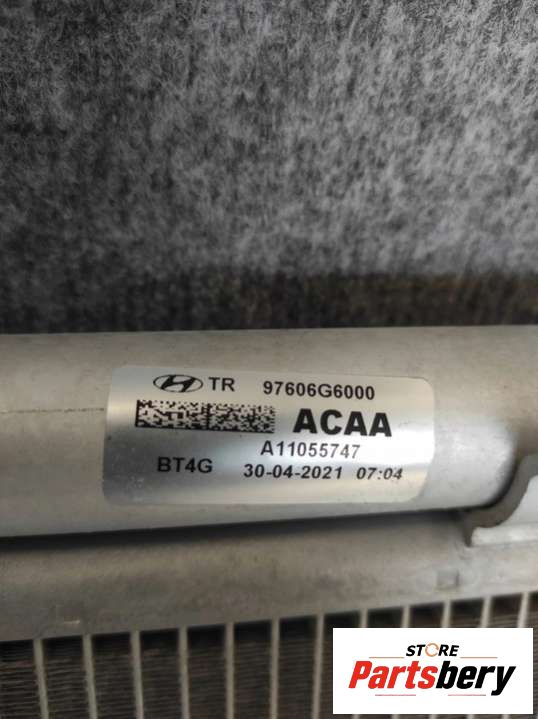 TR 97606G6000
ACAA
A11055747
BT4G 30-04-2021 07:04
STORE
Partsbery